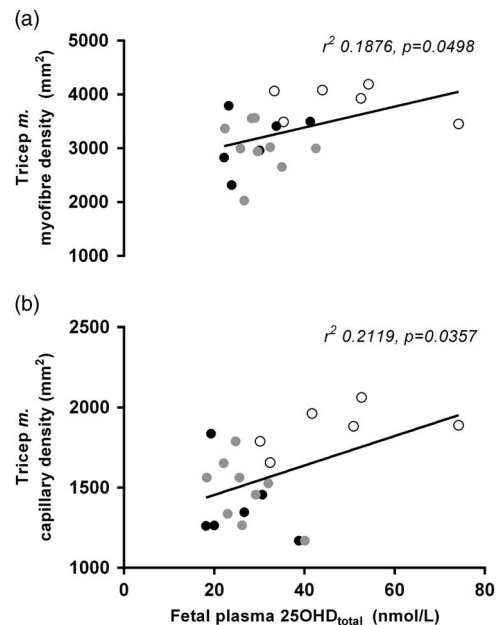 (a)
r² 0.1876, p=0.0498
Tricep m.
myofibre density (mm²)
5000
4000
3000
2000
1000
(b)
r² 0.2119, p=0.0357
Tricep m.
capillary density (mm²)
2500
2000
1500
1000
0 20 40 60 80
Fetal plasma 25OHD_total (nmol/L)